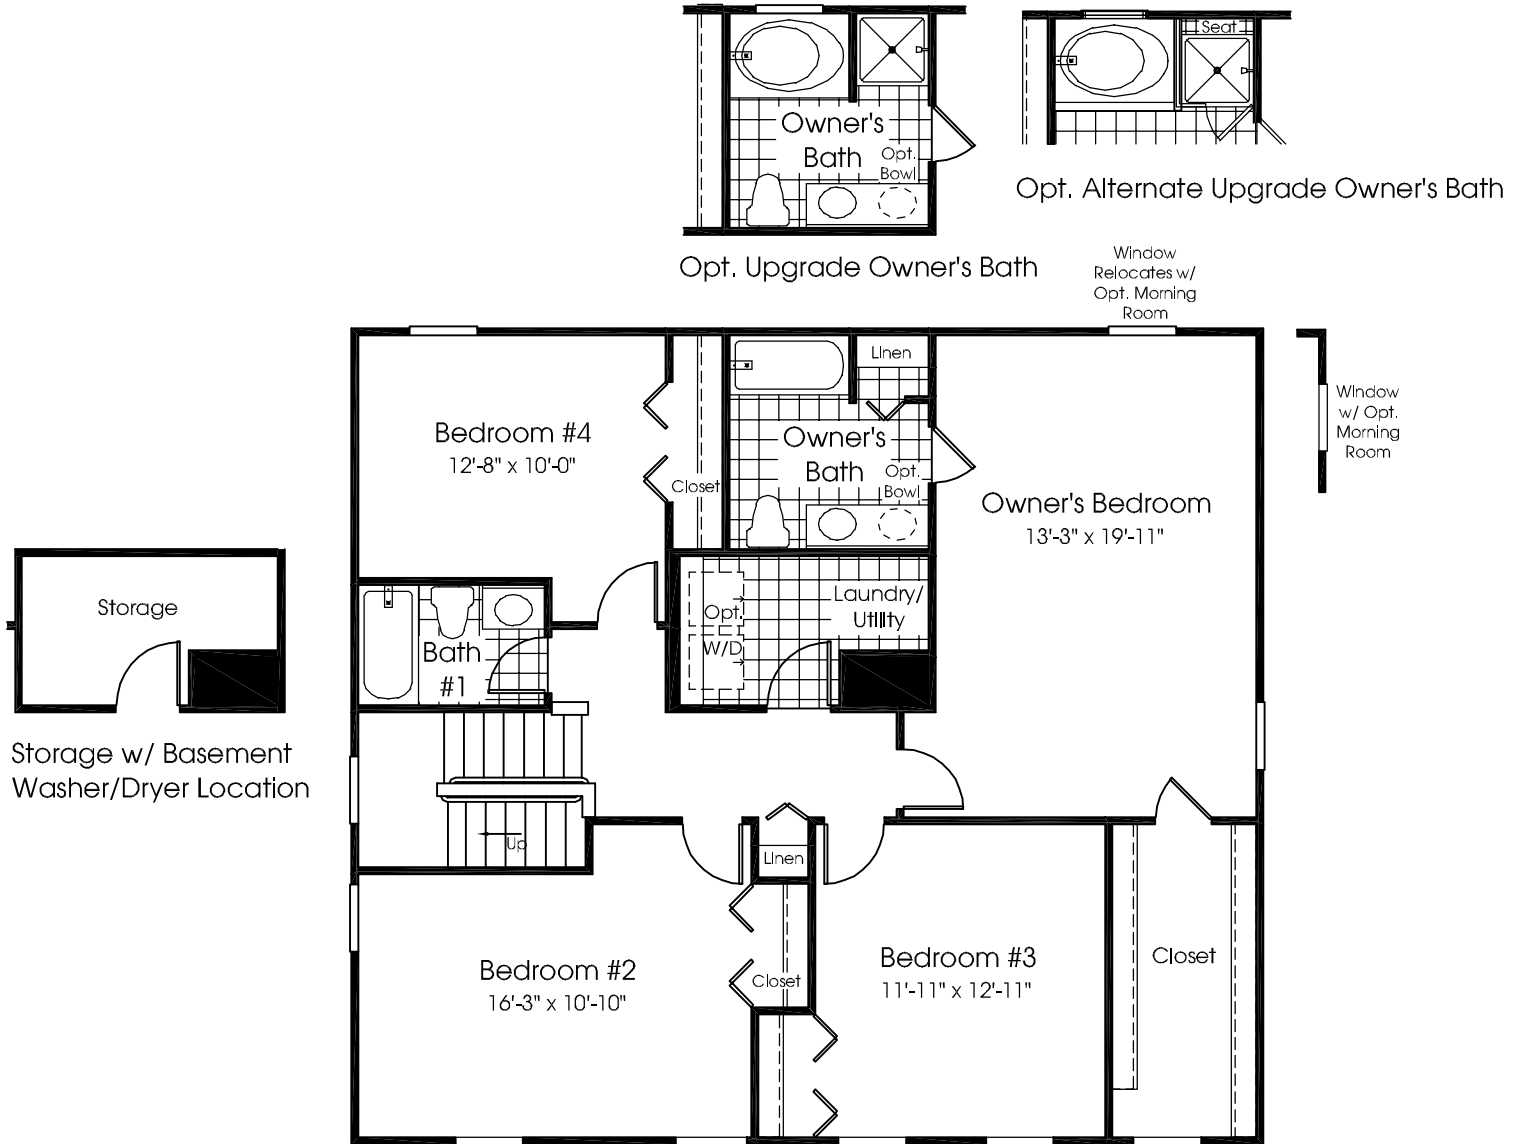 Seat
Owner's
Bath
Opt.
Bowl
Opt. Alternate Upgrade Owner's Bath
Opt. Upgrade Owner's Bath
Window
Relocates w/
Opt. Morning
Room
Linen
Window
w/ Opt.
Morning
Room
Bedroom #4
12'-8" x 10'-0"
Closet
Owner's
Bath
Opt.
Bowl
Owner's Bedroom
13'-3" x 19'-11"
Storage
Storage w/ Basement
Washer/Dryer Location
Bath
#1
Opt.
W/D
Laundry/
Utility
Up
Linen
Bedroom #2
16'-3" x 10'-10"
Closet
Bedroom #3
11'-11" x 12'-11"
Closet